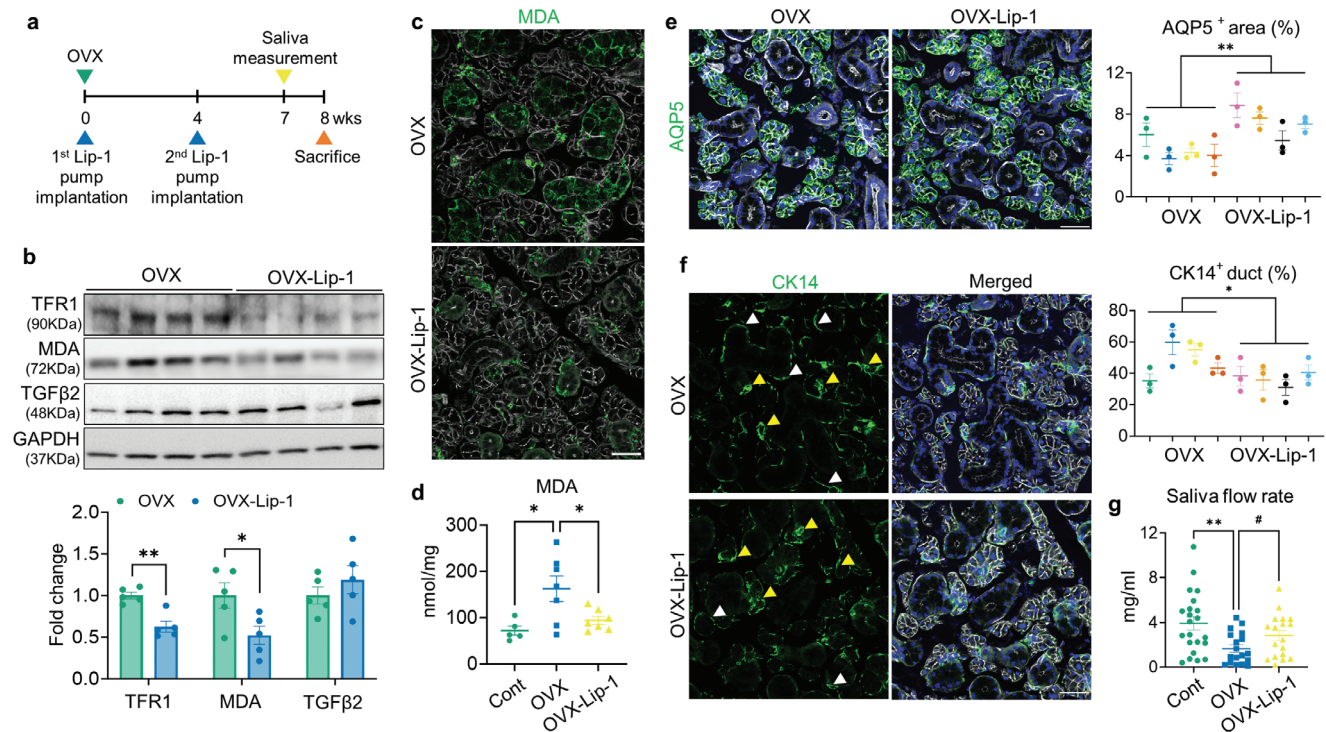 a
OVX
Saliva
measurement
0
4
7
8 wks
1st Lip-1
pump
implantation
2nd Lip-1
pump
implantation
Sacrifice
b
OVX
OVX-Lip-1
TFR1
(90KDa)
MDA
(72KDa)
TGFβ2
(48KDa)
GAPDH
(37KDa)
OVX
OVX-Lip-1
Fold change
2.0
1.5
1.0
0.5
0.0
**
*
TFR1
MDA
TGFβ2
c
MDA
OVX
OVX-Lip-1
d
MDA
nmol/mg
300
200
100
0
*
*
Cont
OVX
OVX-Lip-1
e
OVX
OVX-Lip-1
AQP5
AQP5 + area (%)
**
12
8
4
0
OVX
OVX-Lip-1
f
CK14
Merged
OVX
OVX-Lip-1
CK14+ duct (%)
*
80
60
40
20
0
OVX
OVX-Lip-1
g
Saliva flow rate
mg/ml
12
8
4
0
**
#
Cont
OVX
OVX-Lip-1